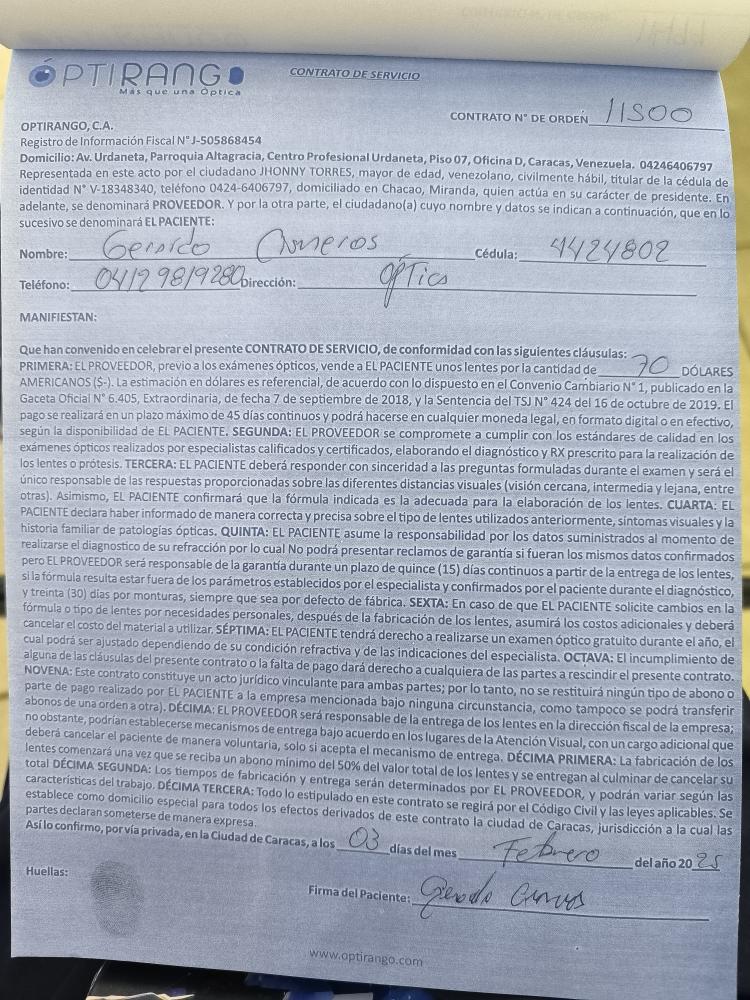 OPTIRANGO
Más que una Óptica
CONTRATO DE SERVICIO
CONTRATO N° DE ORDEN 11500
OPTIRANGO, C.A.
Registro de Información Fiscal N° J-505868454
Domicilio: Av. Urdaneta, Parroquia Altagracia, Centro Profesional Urdaneta, Piso 07, Oficina D, Caracas, Venezuela. 04246406797
Representada en este acto por el ciudadano JHONNY TORRES, mayor de edad, venezolano, civilmente hábil, titular de la cédula de
identidad N° V-18348340, teléfono 0424-6406797, domiciliado en Chacao, Miranda, quien actúa en su carácter de presidente. En
adelante, se denominará PROVEEDOR. Y por la otra parte, el ciudadano(a) cuyo nombre y datos se indican a continuación, que en lo
sucesivo se denominará EL PACIENTE:
Nombre: Gerardo Cisneros Cédula: 4424802
Teléfono: 04129819280 Dirección: Óptica
MANIFIESTAN:
Que han convenido en celebrar el presente CONTRATO DE SERVICIO, de conformidad con las siguientes cláusulas:
PRIMERA: EL PROVEEDOR, previo a los exámenes ópticos, vende a EL PACIENTE unos lentes por la cantidad de 70 DÓLARES
AMERICANOS ($-). La estimación en dólares es referencial, de acuerdo con lo dispuesto en el Convenio Cambiario N° 1, publicado en la
Gaceta Oficial N° 6.405, Extraordinaria, de fecha 7 de septiembre de 2018, y la Sentencia del TSJ N° 424 del 16 de octubre de 2019. El
pago se realizará en un plazo máximo de 45 días continuos y podrá hacerse en cualquier moneda legal, en formato digital o en efectivo,
según la disponibilidad de EL PACIENTE. SEGUNDA: EL PROVEEDOR se compromete a cumplir con los estándares de calidad en los
exámenes ópticos realizados por especialistas calificados y certificados, elaborando el diagnóstico y RX prescrito para la realización de
los lentes o prótesis. TERCERA: EL PACIENTE deberá responder con sinceridad a las preguntas formuladas durante el examen y será el
único responsable de las respuestas proporcionadas sobre las diferentes distancias visuales (visión cercana, intermedia y lejana, entre
otras). Asimismo, EL PACIENTE confirmará que la fórmula indicada es la adecuada para la elaboración de los lentes. CUARTA: EL
PACIENTE declara haber informado de manera correcta y precisa sobre el tipo de lentes utilizados anteriormente, síntomas visuales y la
historia familiar de patologías ópticas. QUINTA: EL PACIENTE asume la responsabilidad por los datos suministrados al momento de
realizarse el diagnostico de su refracción por lo cual No podrá presentar reclamos de garantía si fueran los mismos datos confirmados
pero EL PROVEEDOR será responsable de la garantía durante un plazo de quince (15) días continuos a partir de la entrega de los lentes,
si la fórmula resulta estar fuera de los parámetros establecidos por el especialista y confirmados por el paciente durante el diagnóstico,
y treinta (30) días por monturas, siempre que sea por defecto de fábrica. SEXTA: En caso de que EL PACIENTE solicite cambios en la
fórmula o tipo de lentes por necesidades personales, después de la fabricación de los lentes, asumirá los costos adicionales y deberá
cancelar el costo del material a utilizar. SÉPTIMA: EL PACIENTE tendrá derecho a realizarse un examen óptico gratuito durante el año, el
cual podrá ser ajustado dependiendo de su condición refractiva y de las indicaciones del especialista. OCTAVA: El incumplimiento de
alguna de las cláusulas del presente contrato o la falta de pago dará derecho a cualquiera de las partes a rescindir el presente contrato.
NOVENA: Este contrato constituye un acto jurídico vinculante para ambas partes; por lo tanto, no se restituirá ningún tipo de abono o
parte de pago realizado por EL PACIENTE a la empresa mencionada bajo ninguna circunstancia, como tampoco se podrá transferir
abonos de una orden a otra). DÉCIMA: EL PROVEEDOR será responsable de la entrega de los lentes en la dirección fiscal de la empresa;
no obstante, podrían establecerse mecanismos de entrega bajo acuerdo en los lugares de la Atención Visual, con un cargo adicional que
deberá cancelar el paciente de manera voluntaria, solo si acepta el mecanismo de entrega. DÉCIMA PRIMERA: La fabricación de los
lentes comenzará una vez que se reciba un abono mínimo del 50% del valor total de los lentes y se entregan al culminar de cancelar su
total DÉCIMA SEGUNDA: Los tiempos de fabricación y entrega serán determinados por EL PROVEEDOR, y podrán variar según las
características del trabajo. DÉCIMA TERCERA: Todo lo estipulado en este contrato se regirá por el Código Civil y las leyes aplicables. Se
establece como domicilio especial para todos los efectos derivados de este contrato la ciudad de Caracas, jurisdicción a la cual las
partes declaran someterse de manera expresa.
Así lo confirmo, por vía privada, en la Ciudad de Caracas, a los 03 días del mes Febrero del año 2025
Huellas:
Firma del Paciente: Gerardo Cisneros
www.optirango.com